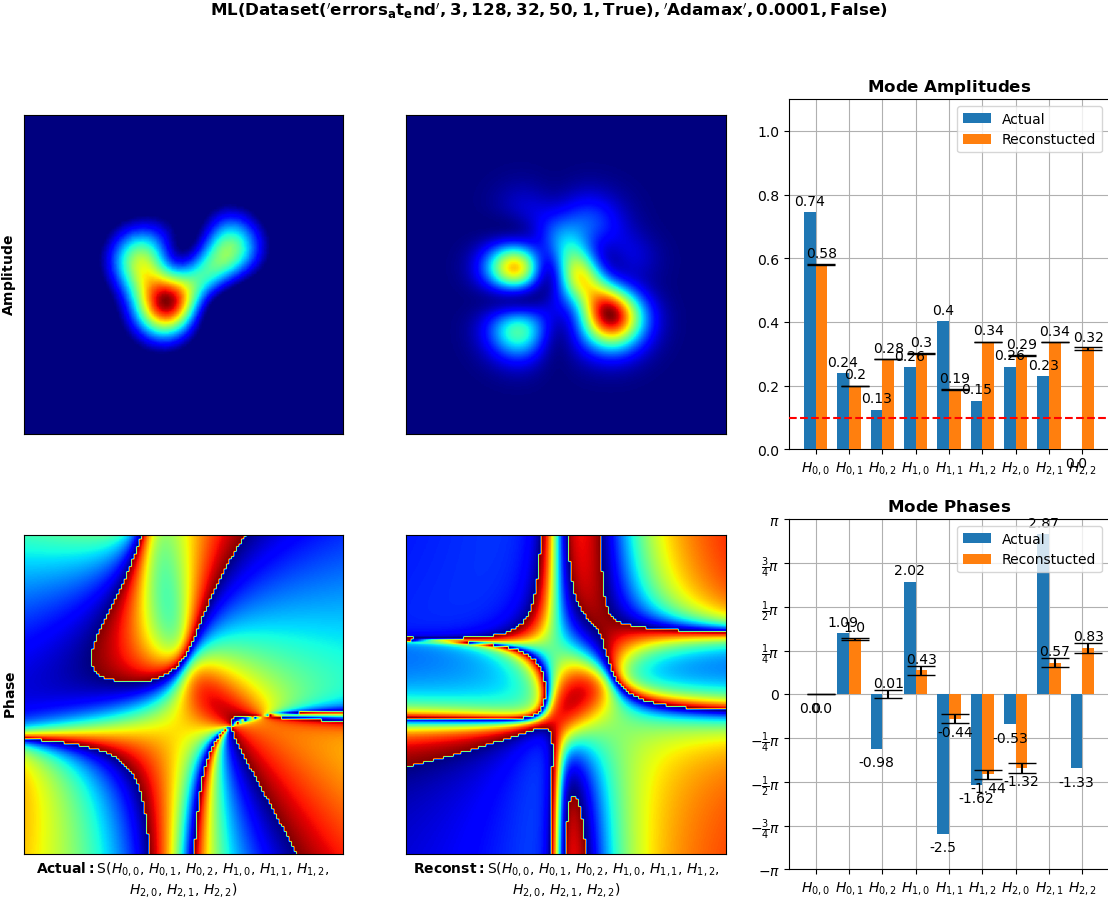 ML(Dataset('errors_at_end', 3, 128, 32, 50, 1, True), 'Adamax', 0.0001, False)
Amplitude
Mode Amplitudes
Actual
Reconstucted
1.0
0.8
0.6
0.4
0.2
0.0
0.74
0.58
0.24
0.2
0.13
0.28
0.26
0.3
0.4
0.19
0.15
0.34
0.26
0.29
0.23
0.34
0.0
0.32
H0,0 H0,1 H0,2 H1,0 H1,1 H1,2 H2,0 H2,1 H2,2
Phase
Mode Phases
Actual
Reconstucted
π
3/4π
1/2π
1/4π
0
−1/4π
−1/2π
−3/4π
−π
0.0
0.0
1.09
1.0
-0.98
0.01
2.02
0.43
-2.5
-0.44
-1.62
-1.44
-0.53
-1.32
2.87
0.57
-1.33
0.83
H0,0 H0,1 H0,2 H1,0 H1,1 H1,2 H2,0 H2,1 H2,2
Actual: S(H0,0, H0,1, H0,2, H1,0, H1,1, H1,2,
H2,0, H2,1, H2,2)
Reconst: S(H0,0, H0,1, H0,2, H1,0, H1,1, H1,2,
H2,0, H2,1, H2,2)